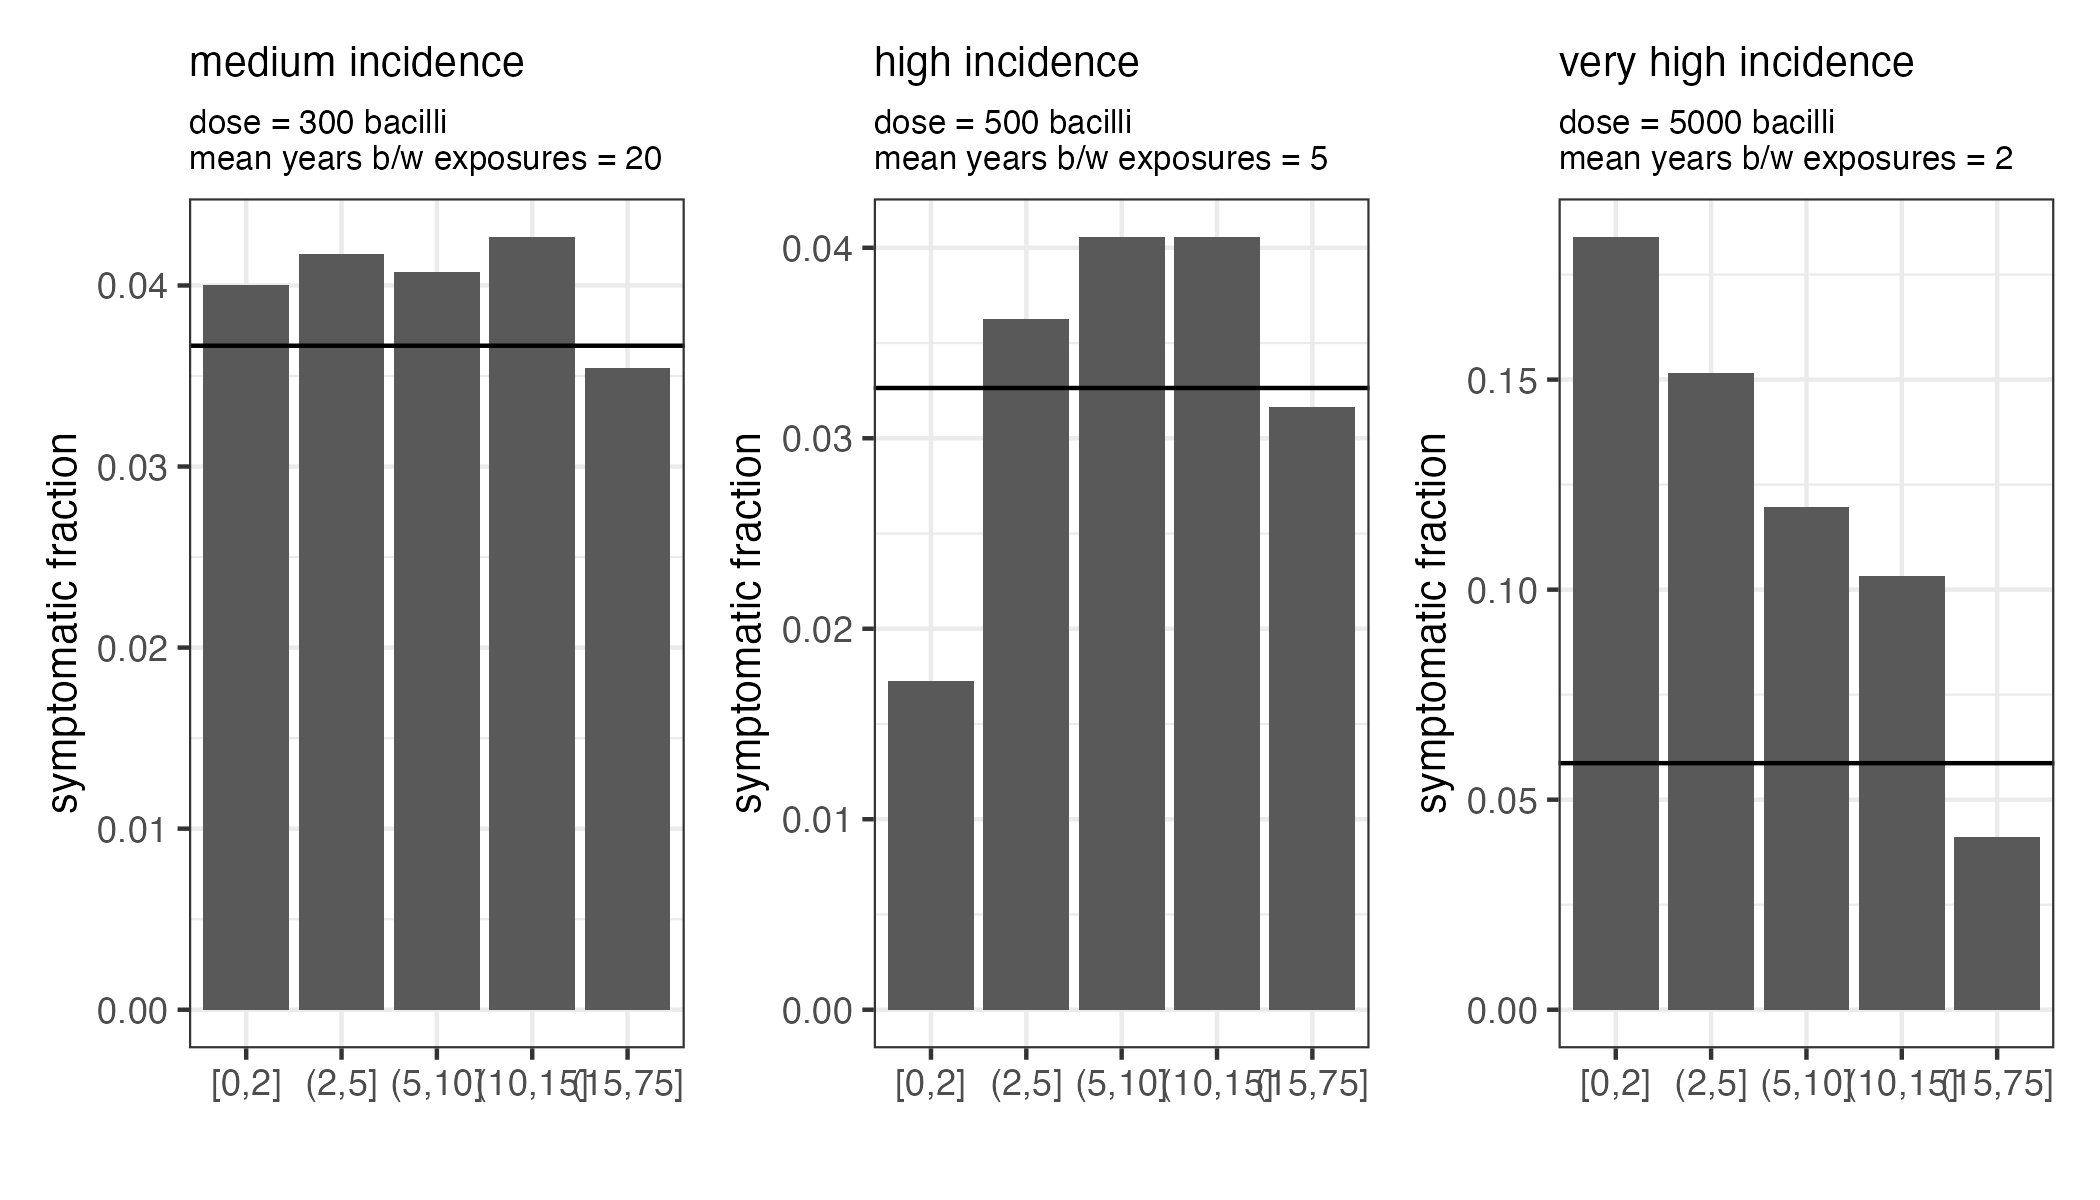 medium incidence
dose = 300 bacilli
mean years b/w exposures = 20
symptomatic fraction
0.04
0.03
0.02
0.01
0.00
[0,2]
(2,5]
(5,10]
(10,15]
(15,75]
high incidence
dose = 500 bacilli
mean years b/w exposures = 5
symptomatic fraction
0.04
0.03
0.02
0.01
0.00
[0,2]
(2,5]
(5,10]
(10,15]
(15,75]
very high incidence
dose = 5000 bacilli
mean years b/w exposures = 2
symptomatic fraction
0.15
0.10
0.05
0.00
[0,2]
(2,5]
(5,10]
(10,15]
(15,75]